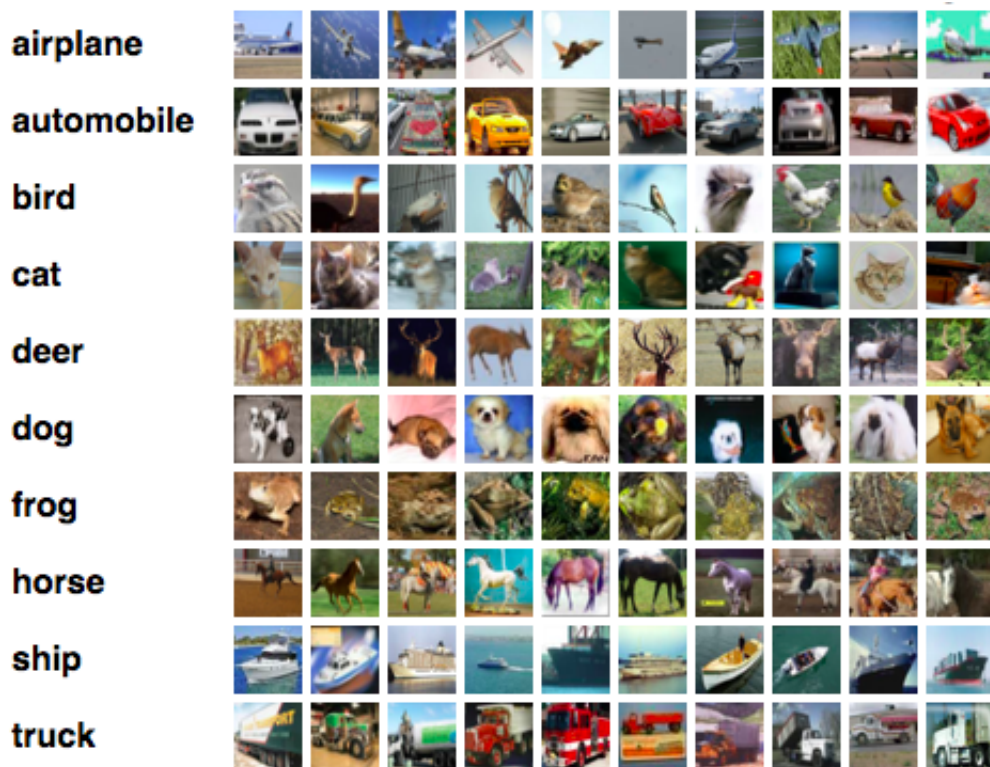 airplane
automobile
bird
cat
deer
dog
frog
horse
ship
truck